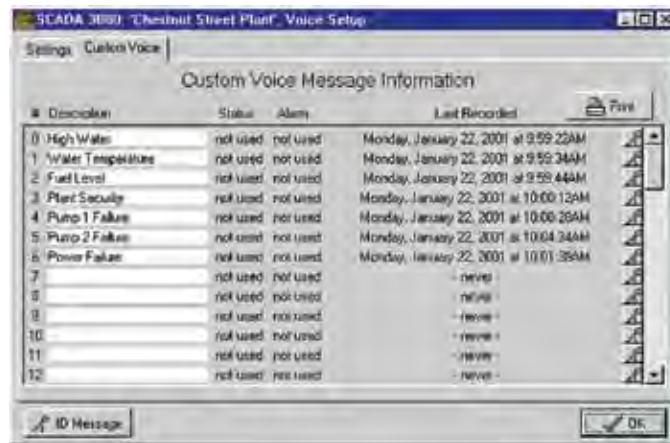 SCADA 3000 'Chestnut Street Plant', Voice Setup
Settings Custom Voice
Custom Voice Message Information
Print
# Description Status Alarm Last Recorded
0 High Water not used not used Monday, January 22, 2001 at 9:59:22AM
1 Water Temperature not used not used Monday, January 22, 2001 at 9:59:34AM
2 Fuel Level not used not used Monday, January 22, 2001 at 9:59:44AM
3 Plant Security not used not used Monday, January 22, 2001 at 10:00:12AM
4 Pump 1 Failure not used not used Monday, January 22, 2001 at 10:00:28AM
5 Pump 2 Failure not used not used Monday, January 22, 2001 at 10:04:34AM
6 Power Failure not used not used Monday, January 22, 2001 at 10:01:39AM
7 not used not used - never -
8 not used not used - never -
9 not used not used - never -
10 not used not used - never -
11 not used not used - never -
12 not used not used - never -
ID Message OK